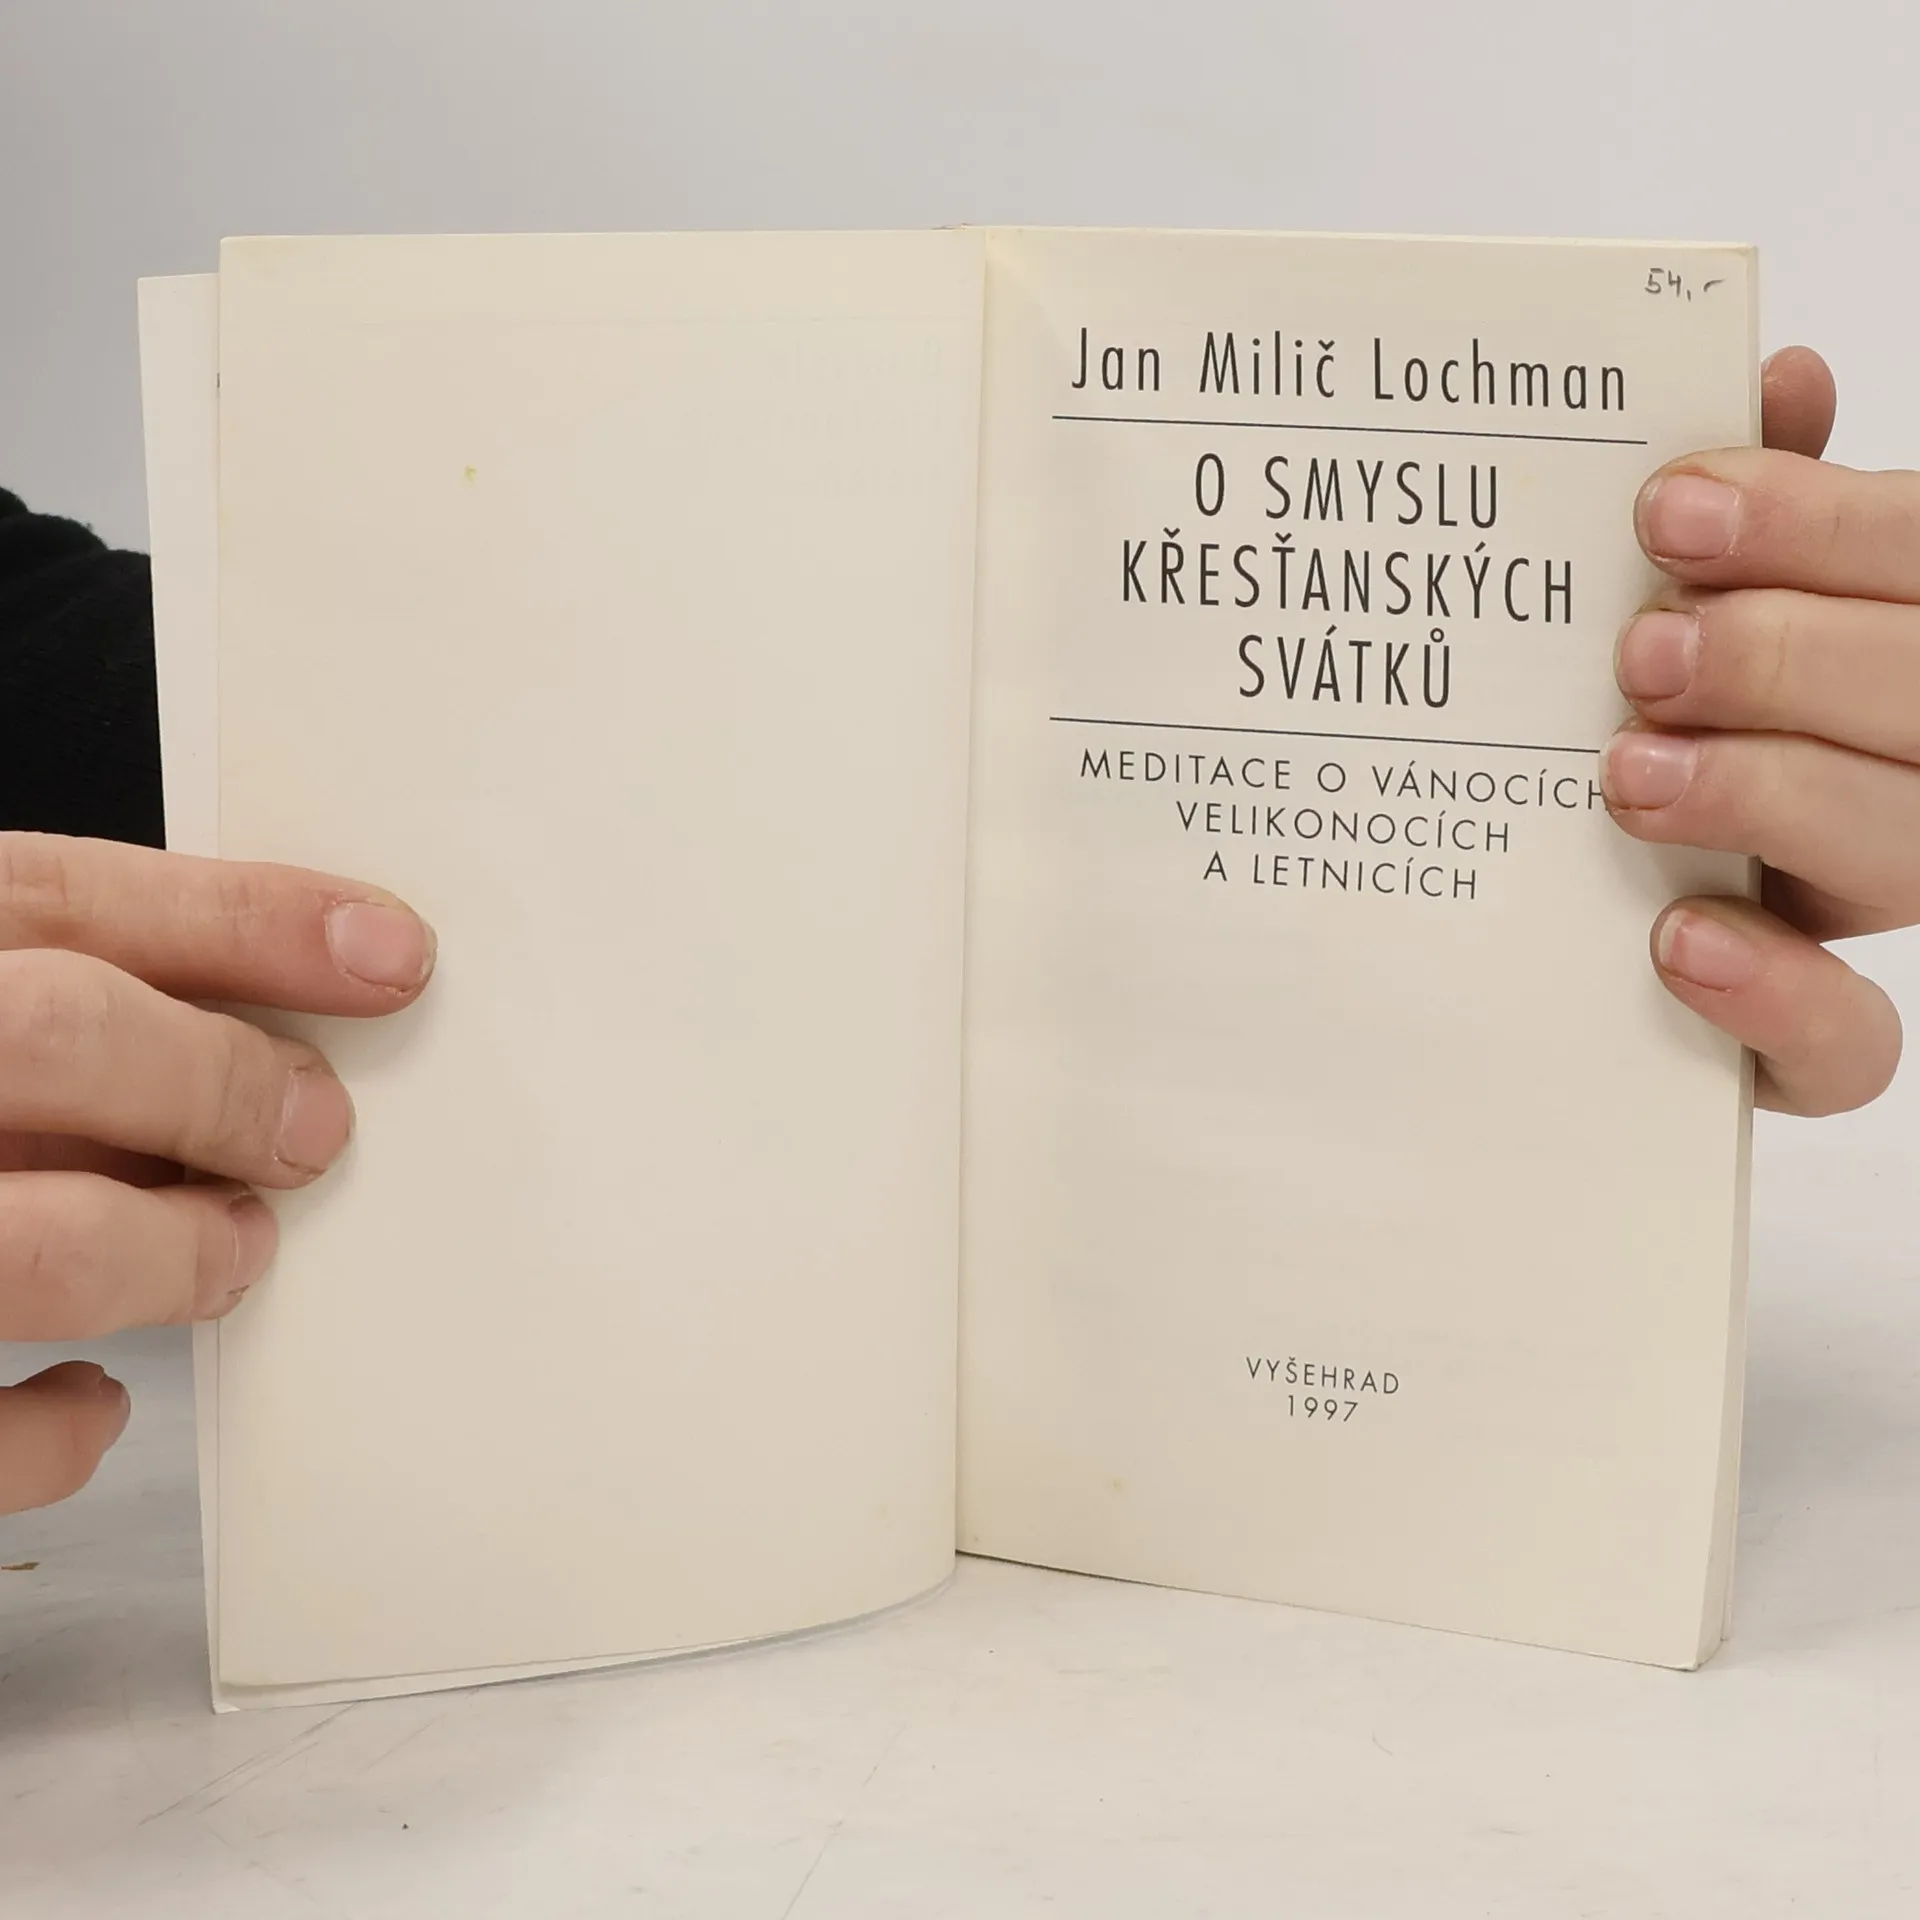 54,-
Jan Milič Lochman
O SMYSLU
KŘESŤANSKÝCH
SVÁTKŮ
MEDITACE O VÁNOCÍCH
VELIKONOCÍCH
A LETNICÍCH
VYŠEHRAD
1997